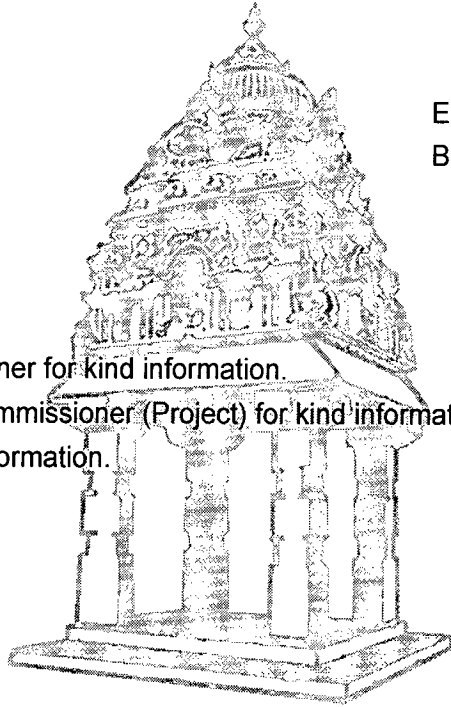 E
B
ner for kind information.
mmissioner (Project) for kind informat
ormation.